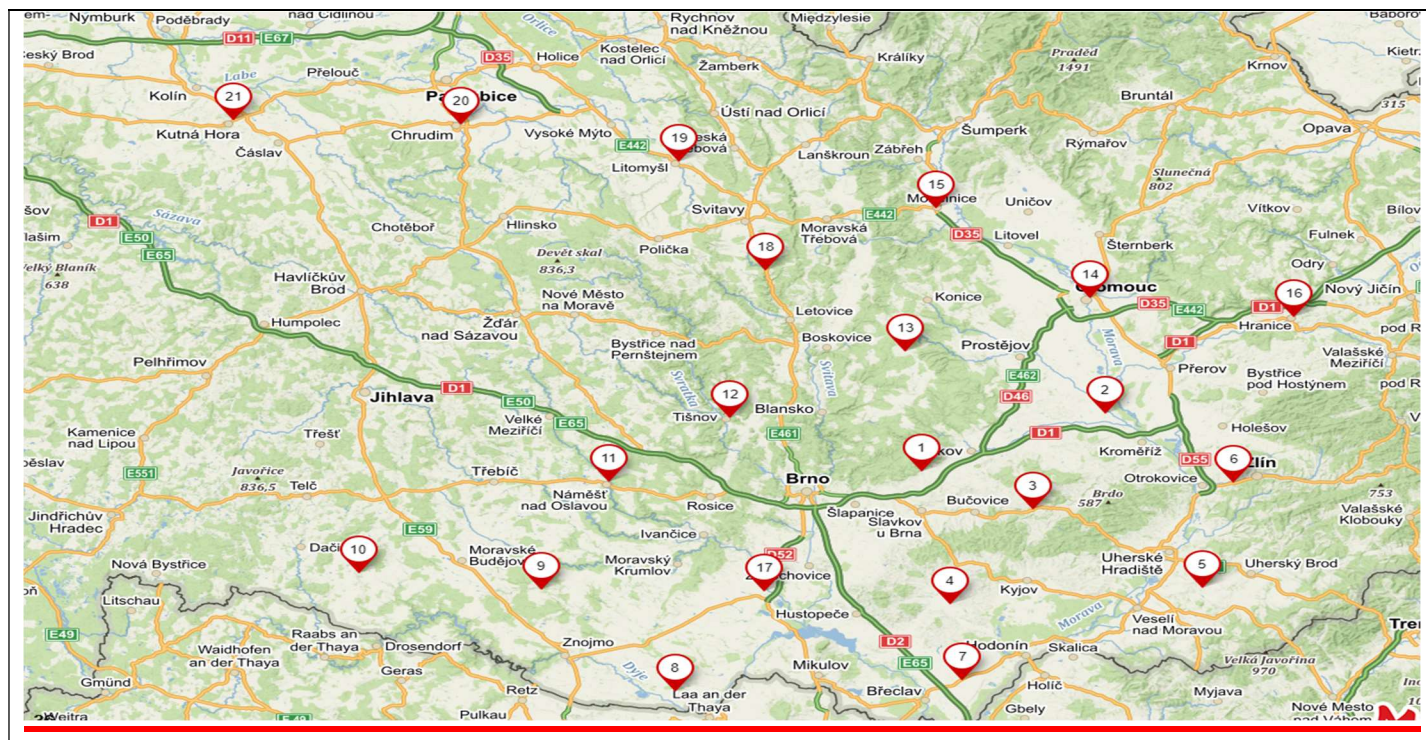 Nymburk
Poděbrady
nad Cidlinou
Orlice
Rychnov
nad Kněžnou
Międzylesie
D11
E67
Český Brod
D35
Holice
Kostelec
nad Orlicí
Králíky
Praděd
1491
Krnov
Přelouč
Labe
Žamberk
Kolín
21
20
Bruntál
315
Ústí nad Orlicí
Kutná Hora
Chrudim
Vysoké Mýto
Šumperk
Opava
19
E442
Čáslav
Litomyšl
Lanškroun
Zábřeh
Rýmařov
Slunečná
802
15
Uničov
Svitavy
E442
Vítkov
D1
Sázava
E50
E65
Chotěboř
Hlinsko
Moravská
Třebová
D35
Litovel
Fulnek
Šternberk
Polička
18
Devět skal
836,3
Velký Blaník
638
Havlíčkův
Brod
14
Olomouc
Odry
Nový Jičín
Nové Město
na Moravě
Konice
D35
E442
D1
16
Letovice
Humpolec
Žďár
nad Sázavou
13
Hranice
Boskovice
Morava
Bystřice nad
Pernštejnem
Prostějov
D1
Valašské
Meziříčí
Pelhřimov
Svratka
Svitava
E462
Přerov
Bystřice
pod Hostýnem
D1
Jihlava
12
D46
2
E50
Tišnov
Blansko
Velké
Meziříčí
E65
E461
Holešov
Kamenice
nad Lipou
Třešť
D1
1
Kroměříž
11
D55
6
Zlín
E551
Javořice
836,5
Telč
Třebíč
Brno
3
Otrokovice
Bučovice
Brdo
587
753
Náměšť
nad Oslavou
Rosice
Šlapanice
Slavkov
u Brna
Valašské
Klobouky
Jindřichův
Hradec
E59
Ivančice
10
Moravské
Budějovice
9
Moravský
Krumlov
D52
17
Uherské
Hradiště
5
Uherský Brod
Nová Bystřice
4
Kyjov
Litschau
Hustopeče
Morava
Veselí
nad Moravou
E49
Raabs an
der Thaya
Drosendorf
Znojmo
D2
Waidhofen
an der Thaya
Geras
Dyje
8
Mikulov
E65
7
Hodonín
Skalica
Velká Javořina
970
Gmünd
Retz
Laa an der
Thaya
Břeclav
Holíč
Myjava
Pulkau
Gbely
Nové Mesto
nad Váhom